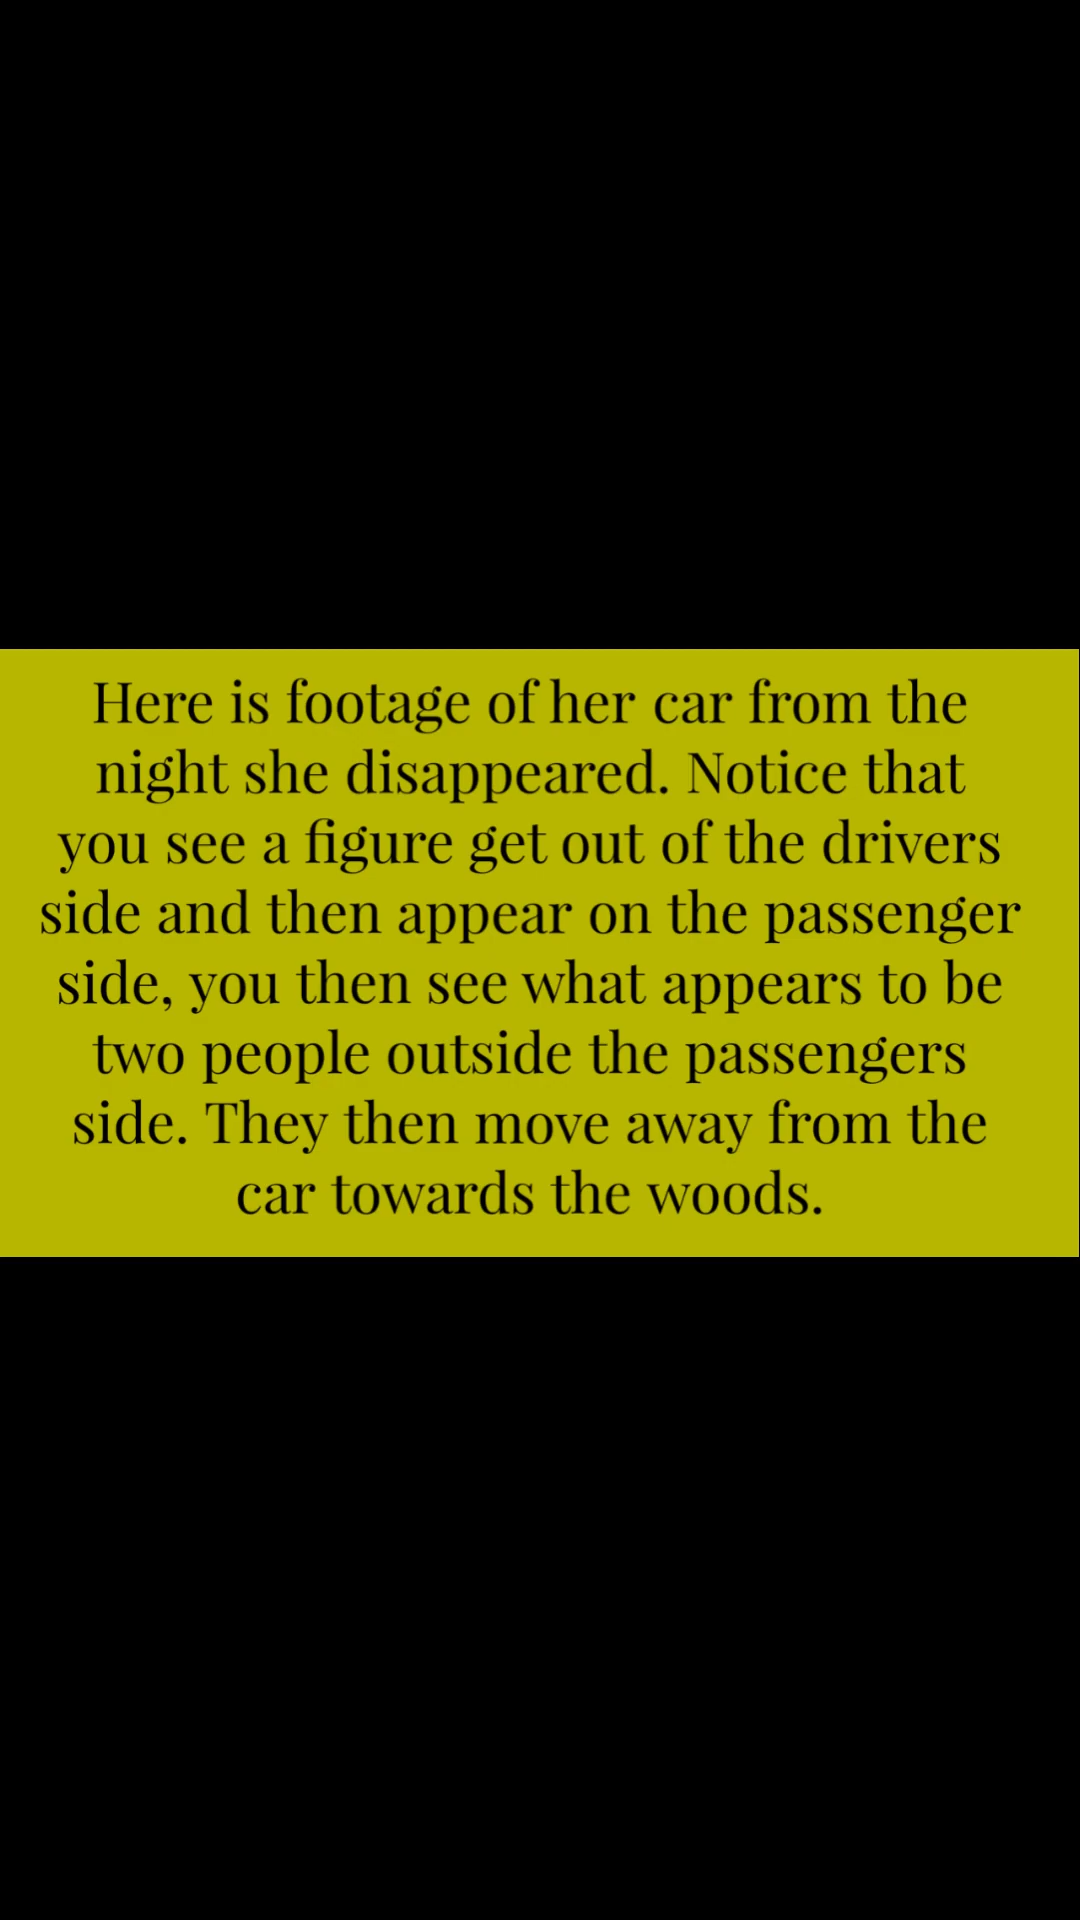 Here is footage of her car from the
night she disappeared. Notice that
you see a figure get out of the drivers
side and then appear on the passenger
side, you then see what appears to be
two people outside the passengers
side. They then move away from the
car towards the woods.